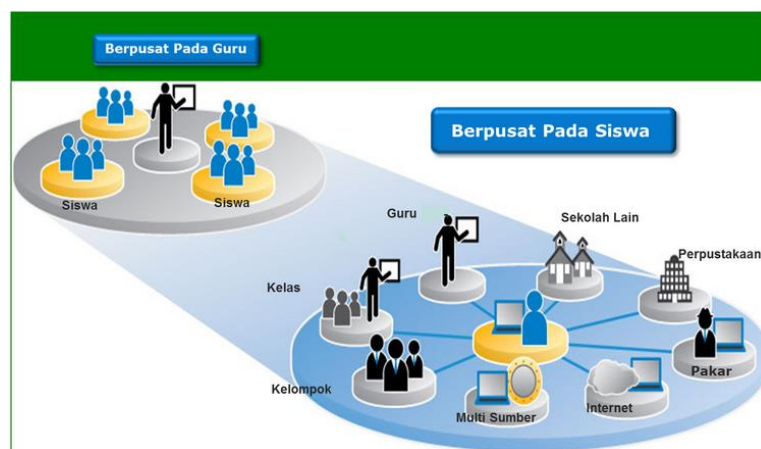 Berpusat Pada Guru
Siswa
Siswa
Berpusat Pada Siswa
Guru
Sekolah Lain
Perpustakaan
Kelas
Pakar
Kelompok
Multi Sumber
Internet